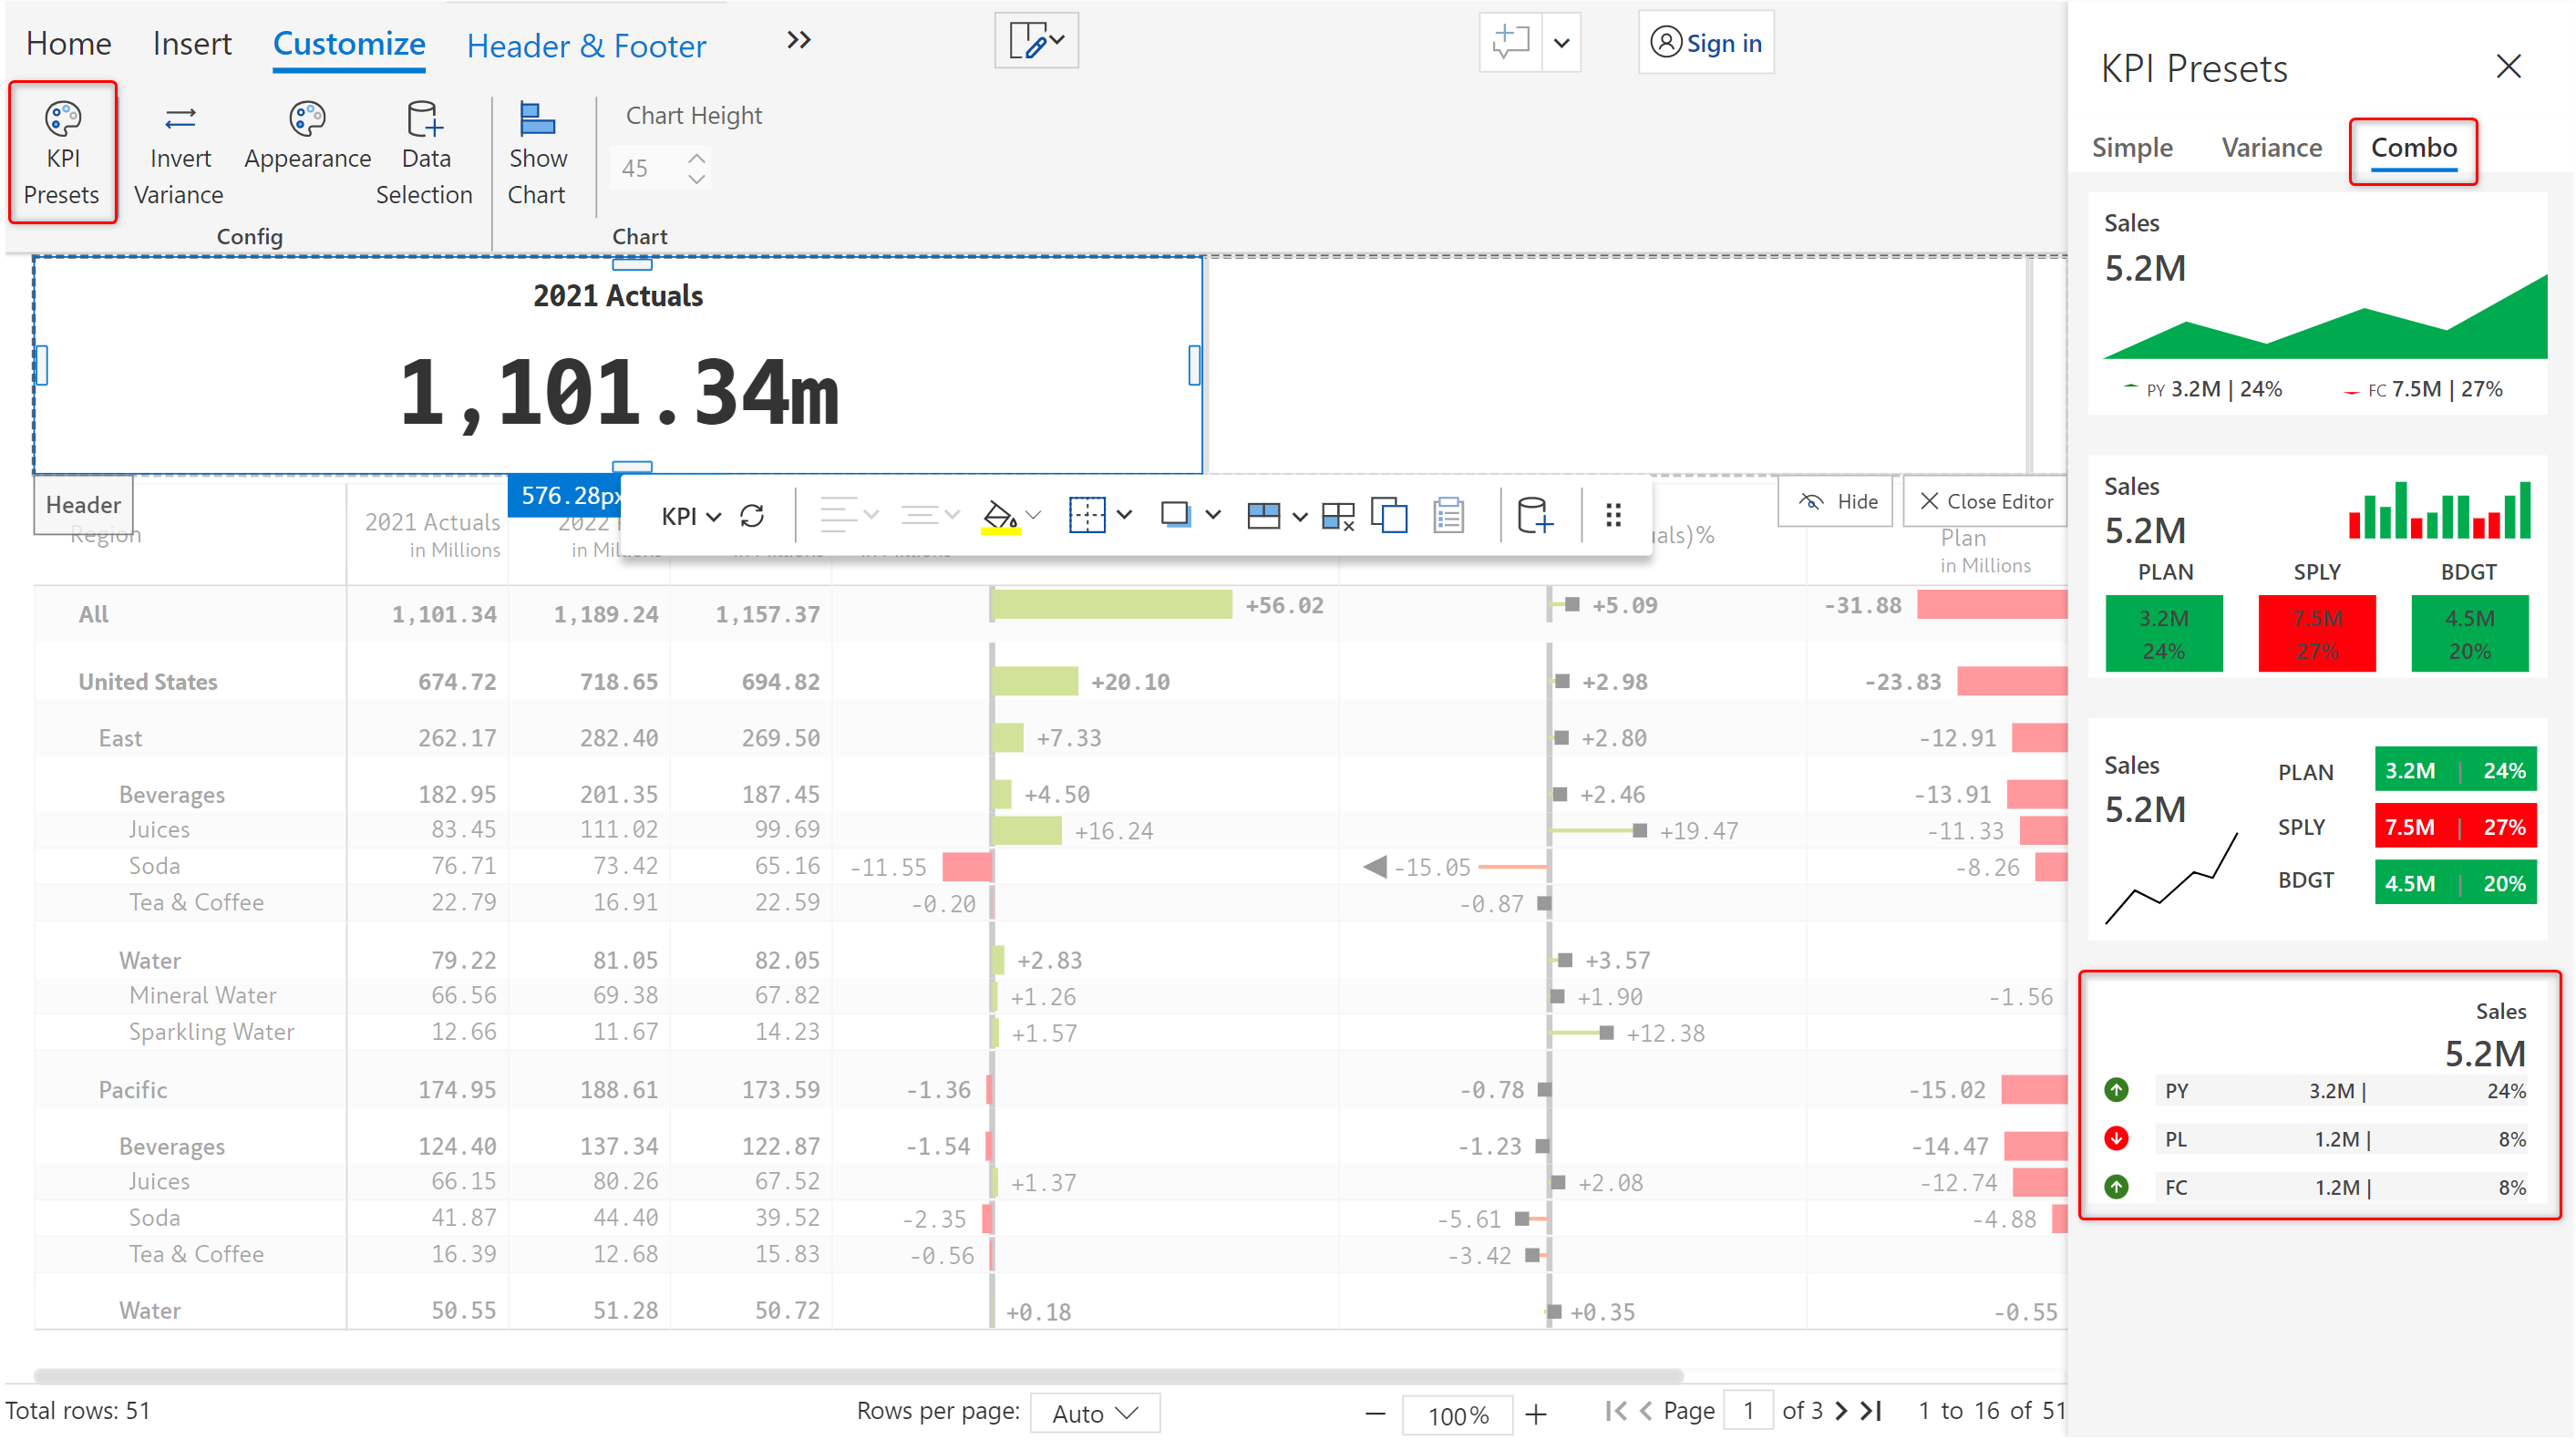 Home Insert Customize Header & Footer
Sign in
KPI Presets
Invert Variance
Appearance
Data Selection
Show Chart
Chart Height
45
Config
Chart
2021 Actuals
1,101.34m
Header
576.28px
KPI
Hide
Close Editor
Region
2021 Actuals in Millions
2022
in Millions
Plan in Millions
All 1,101.34 1,189.24 1,157.37 +56.02 +5.09 -31.88
United States 674.72 718.65 694.82 +20.10 +2.98 -23.83
East 262.17 282.40 269.50 +7.33 +2.80 -12.91
Beverages 182.95 201.35 187.45 +4.50 +2.46 -13.91
Juices 83.45 111.02 99.69 +16.24 +19.47 -11.33
Soda 76.71 73.42 65.16 -11.55 -15.05 -8.26
Tea & Coffee 22.79 16.91 22.59 -0.20 -0.87
Water 79.22 81.05 82.05 +2.83 +3.57
Mineral Water 66.56 69.38 67.82 +1.26 +1.90 -1.56
Sparkling Water 12.66 11.67 14.23 +1.57 +12.38
Pacific 174.95 188.61 173.59 -1.36 -0.78 -15.02
Beverages 124.40 137.34 122.87 -1.54 -1.23 -14.47
Juices 66.15 80.26 67.52 +1.37 +2.08 -12.74
Soda 41.87 44.40 39.52 -2.35 -5.61 -4.88
Tea & Coffee 16.39 12.68 15.83 -0.56 -3.42
Water 50.55 51.28 50.72 +0.18 +0.35 -0.55
Total rows: 51
Rows per page: Auto
100%
Page 1 of 3
1 to 16 of 51
KPI Presets
Simple Variance Combo
Sales
5.2M
PY 3.2M | 24% FC 7.5M | 27%
Sales
5.2M
PLAN SPLY BDGT
3.2M 7.5M 4.5M
24% 27% 20%
Sales
5.2M
PLAN 3.2M | 24%
SPLY 7.5M | 27%
BDGT 4.5M | 20%
Sales
5.2M
PY 3.2M | 24%
PL 1.2M | 8%
FC 1.2M | 8%